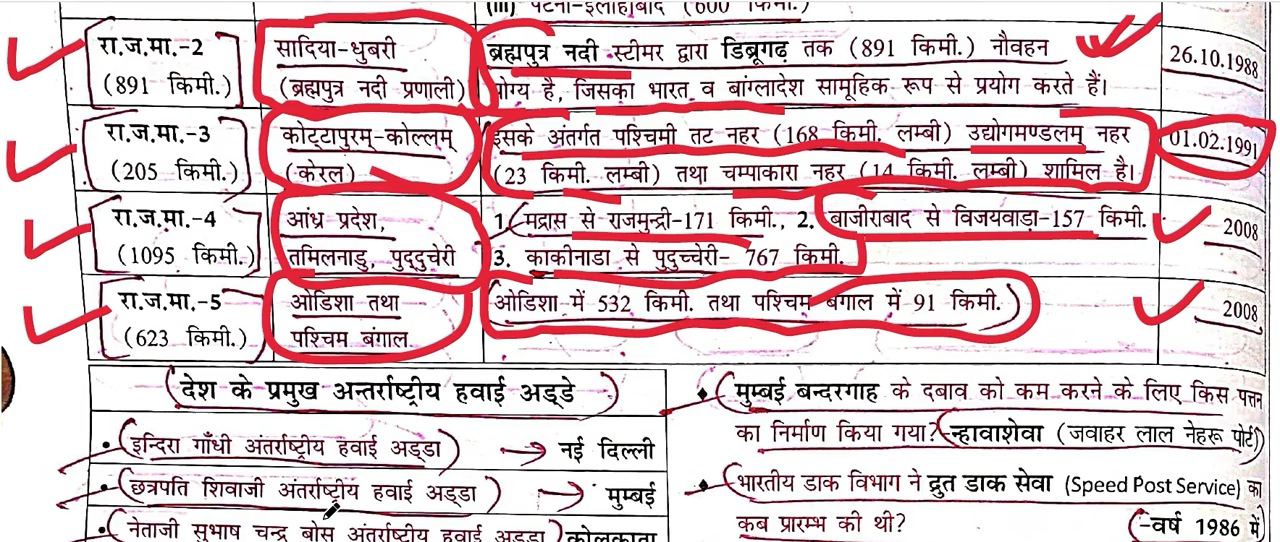 (iii) पटना-इलाहाबाद (600 किमी.)
रा.ज.मा.-2
(891 किमी.)
सादिया-धुबरी
(ब्रह्मपुत्र नदी प्रणाली)
ब्रह्मपुत्र नदी स्टीमर द्वारा डिब्रूगढ़ तक (891 किमी.) नौवहन
योग्य है, जिसका भारत व बांग्लादेश सामूहिक रूप से प्रयोग करते हैं।
26.10.1988
रा.ज.मा.-3
(205 किमी.)
कोट्टापुरम्-कोल्लम्
(केरल)
इसके अंतर्गत पश्चिमी तट नहर (168 किमी. लम्बी) उद्योगमण्डलम् नहर
(23 किमी. लम्बी) तथा चम्पाकारा नहर (14 किमी. लम्बी) शामिल है।
01.02.1991
रा.ज.मा.-4
(1095 किमी.)
आंध्र प्रदेश,
तमिलनाडु, पुद्दुचेरी
1. मद्रास से राजमुन्द्री-171 किमी., 2. बाजीराबाद से विजयवाड़ा-157 किमी.
3. काकीनाडा से पुदुच्चेरी- 767 किमी.
2008
रा.ज.मा.-5
(623 किमी.)
ओडिशा तथा
पश्चिम बंगाल
ओडिशा में 532 किमी. तथा पश्चिम बंगाल में 91 किमी.
2008
देश के प्रमुख अन्तर्राष्ट्रीय हवाई अड्डे
• इन्दिरा गाँधी अंतर्राष्ट्रीय हवाई अड्डा → नई दिल्ली
• छत्रपति शिवाजी अंतर्राष्ट्रीय हवाई अड्डा → मुम्बई
• नेताजी सुभाष चन्द्र बोस अंतर्राष्ट्रीय हवाई अड्डा कोलकाता
♦ मुम्बई बन्दरगाह के दबाव को कम करने के लिए किस पत्तन
का निर्माण किया गया? न्हावाशेवा (जवाहर लाल नेहरू पोर्ट)
♦ भारतीय डाक विभाग ने द्रुत डाक सेवा (Speed Post Service) का
कब प्रारम्भ की थी? -वर्ष 1986 में